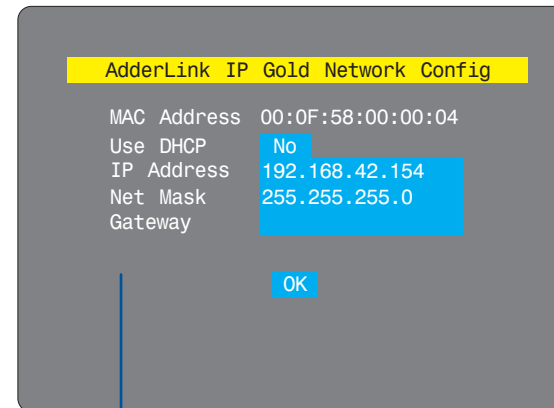 AdderLink IP Gold Network Config
MAC Address 00:0F:58:00:00:04
Use DHCP No
IP Address 192.168.42.154
Net Mask 255.255.255.0
Gateway
OK